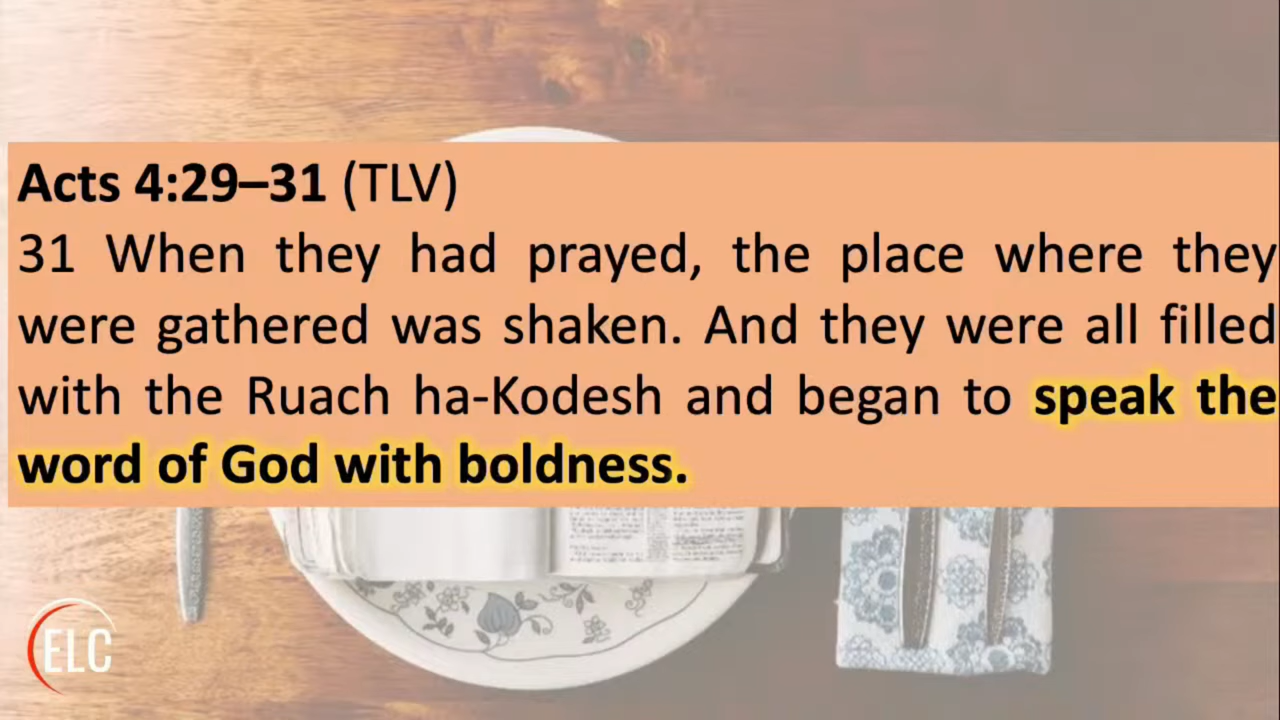 Acts 4:29–31 (TLV)
31 When they had prayed, the place where they
were gathered was shaken. And they were all filled
with the Ruach ha-Kodesh and began to speak the
word of God with boldness.
ELC